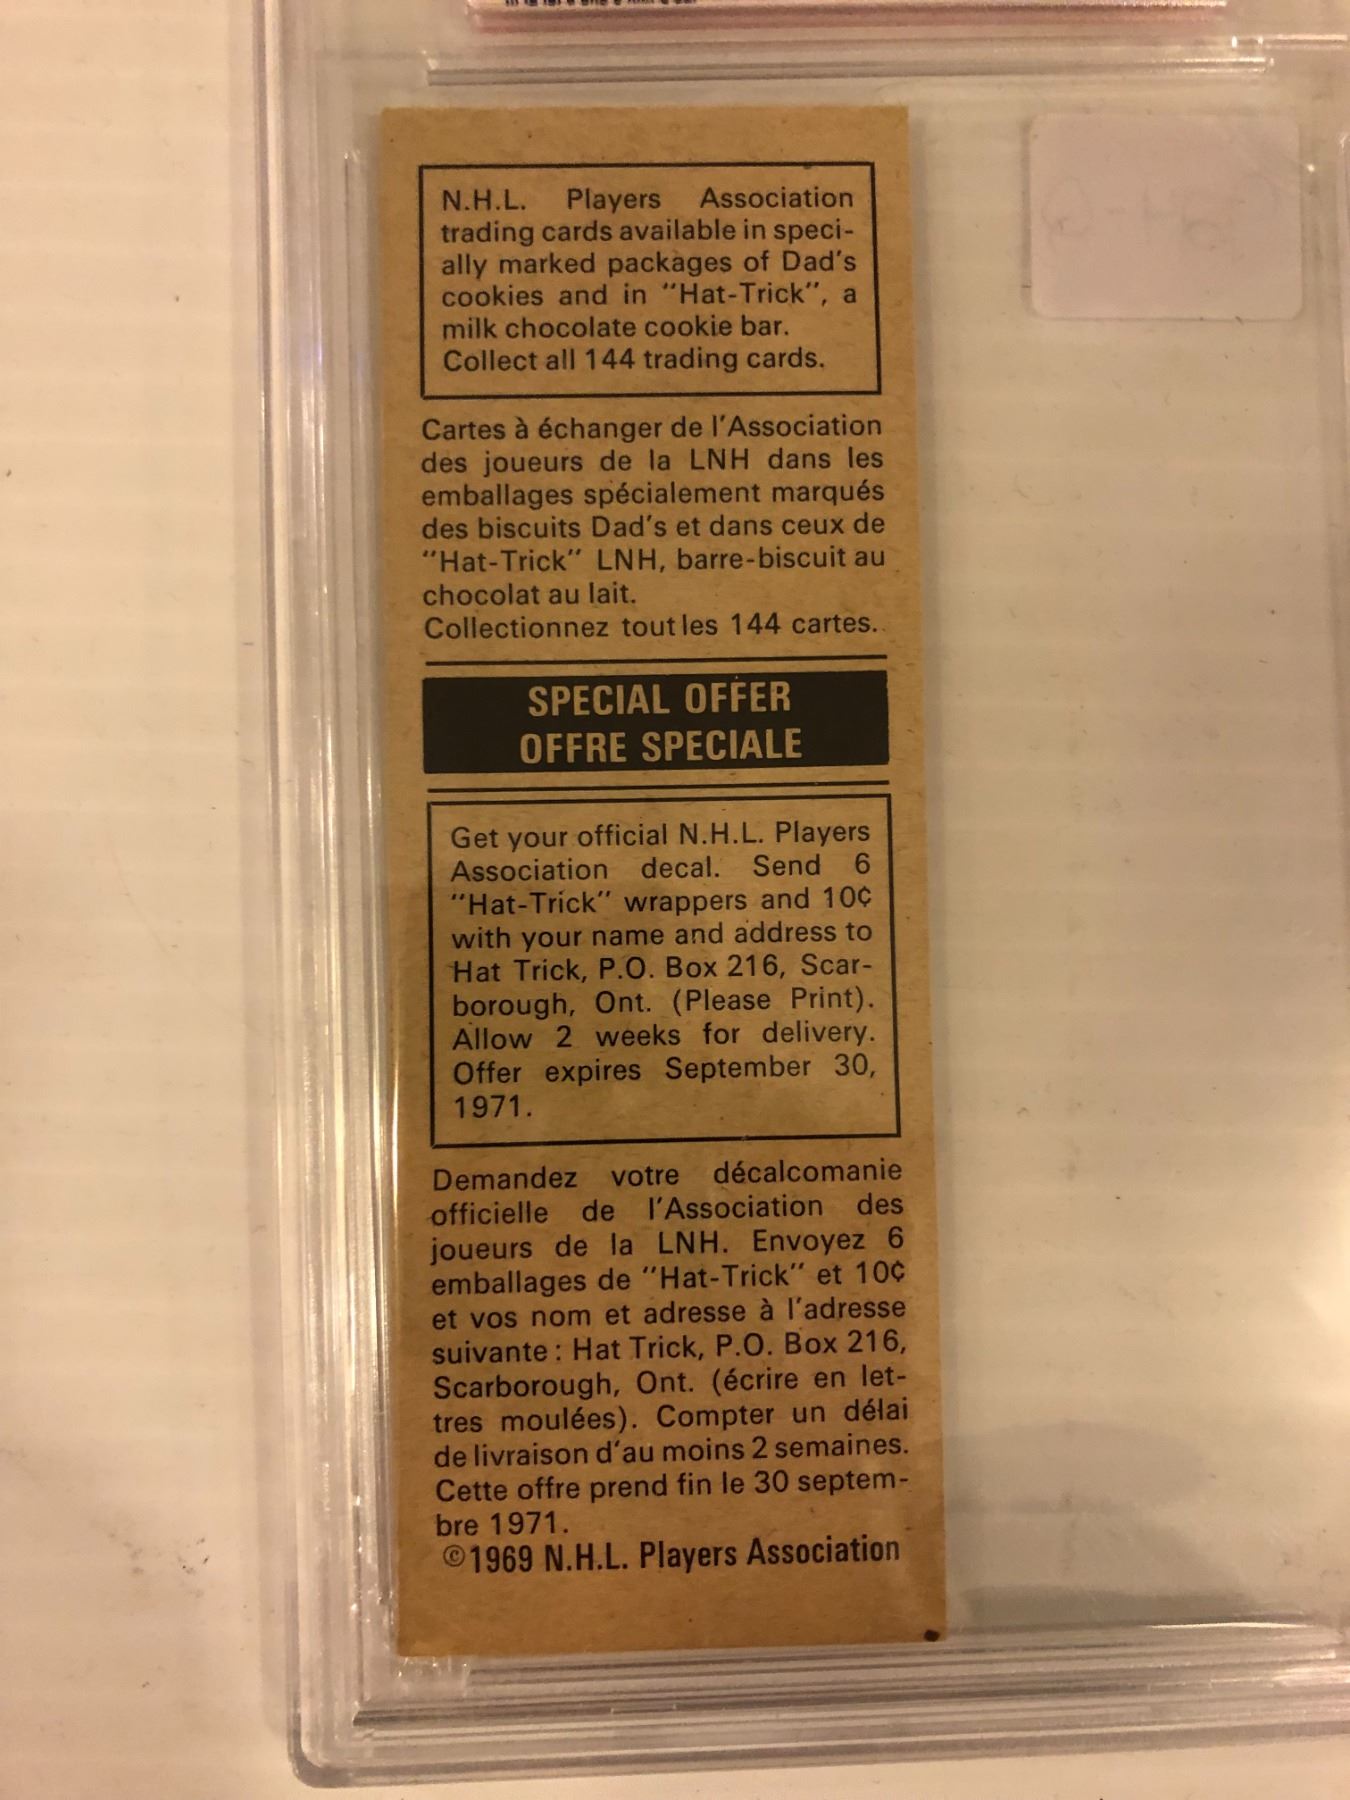 N.H.L. Players Association
trading cards available in speci-
ally marked packages of Dad's
cookies and in "Hat-Trick", a
milk chocolate cookie bar.
Collect all 144 trading cards.
Cartes à échanger de l'Association
des joueurs de la LNH dans les
emballages spécialement marqués
des biscuits Dad's et dans ceux de
"Hat-Trick" LNH, barre-biscuit au
chocolat au lait.
Collectionnez tout les 144 cartes.
SPECIAL OFFER
OFFRE SPECIALE
Get your official N.H.L. Players
Association decal. Send 6
"Hat-Trick" wrappers and 10¢
with your name and address to
Hat Trick, P.O. Box 216, Scar-
borough, Ont. (Please Print).
Allow 2 weeks for delivery.
Offer expires September 30,
1971.
Demandez votre décalcomanie
officielle de l'Association des
joueurs de la LNH. Envoyez 6
emballages de "Hat-Trick" et 10¢
et vos nom et adresse à l'adresse
suivante : Hat Trick, P.O. Box 216,
Scarborough, Ont. (écrire en let-
tres moulées). Compter un délai
de livraison d'au moins 2 semaines.
Cette offre prend fin le 30 septem-
bre 1971.
©1969 N.H.L. Players Association